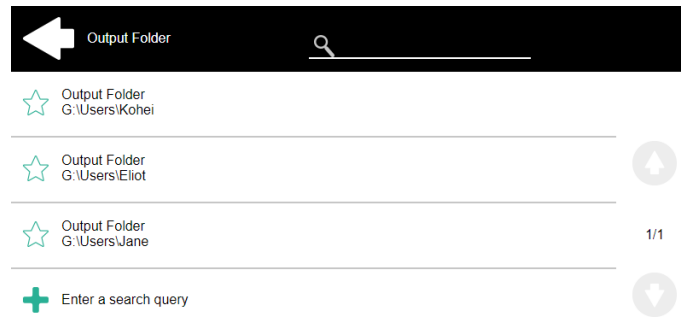 Output Folder
Output Folder
G:\Users\Kohei
Output Folder
G:\Users\Eliot
Output Folder
G:\Users\Jane
1/1
Enter a search query